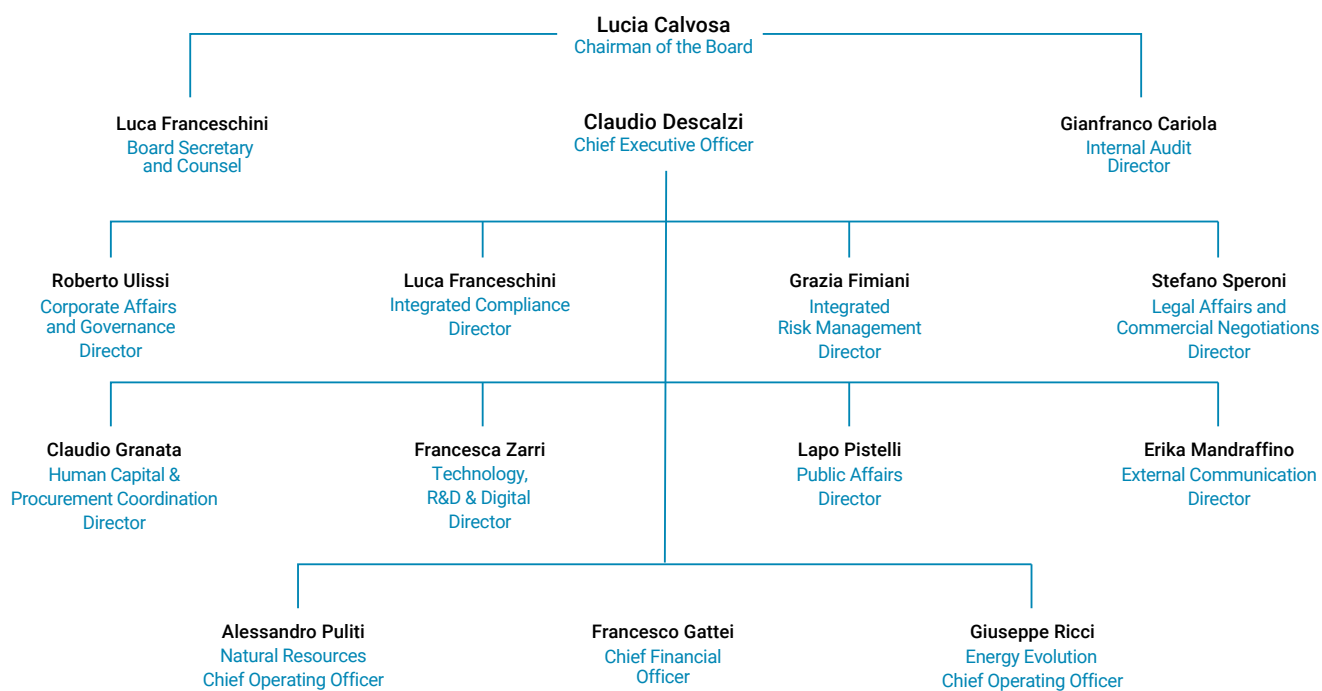 Lucia Calvosa
Chairman of the Board
Luca Franceschini
Board Secretary
and Counsel
Claudio Descalzi
Chief Executive Officer
Gianfranco Cariola
Internal Audit
Director
Roberto Ulissi
Corporate Affairs
and Governance
Director
Luca Franceschini
Integrated Compliance
Director
Grazia Fimiani
Integrated
Risk Management
Director
Stefano Speroni
Legal Affairs and
Commercial Negotiations
Director
Claudio Granata
Human Capital &
Procurement Coordination
Director
Francesca Zarri
Technology,
R&D & Digital
Director
Lapo Pistelli
Public Affairs
Director
Erika Mandraffino
External Communication
Director
Alessandro Puliti
Natural Resources
Chief Operating Officer
Francesco Gattei
Chief Financial
Officer
Giuseppe Ricci
Energy Evolution
Chief Operating Officer